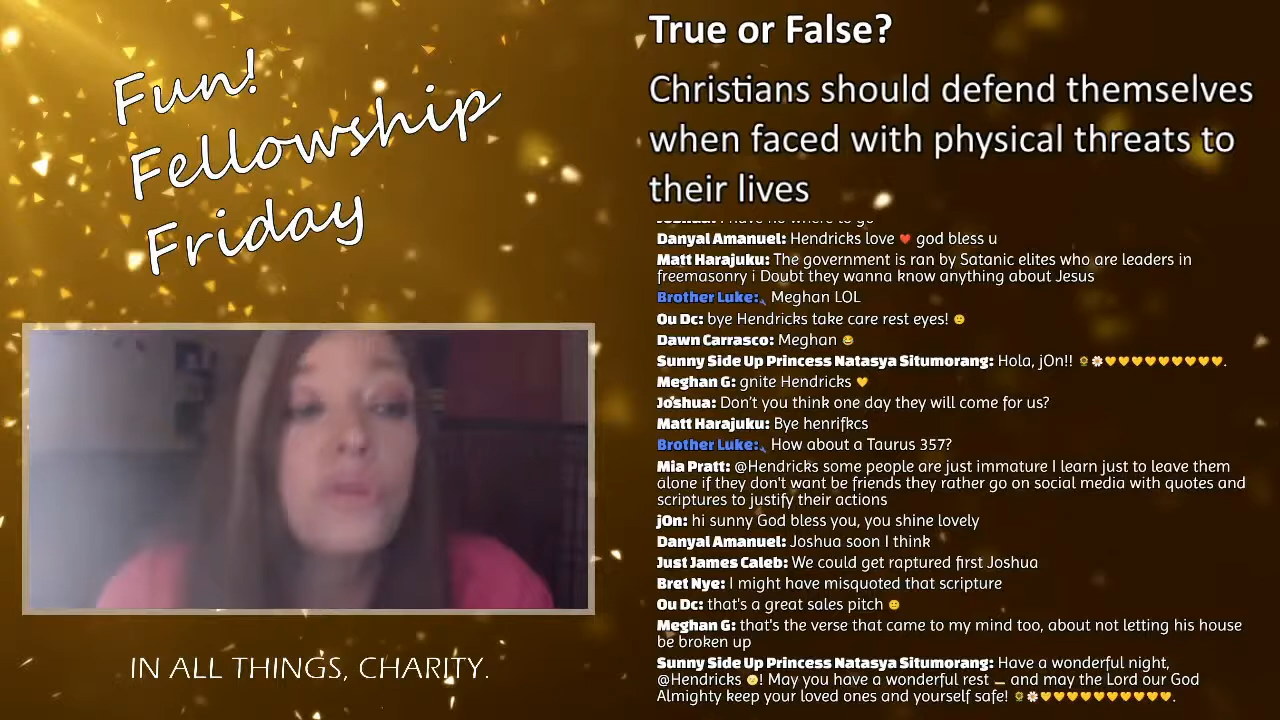 Fun!
Fellowship
Friday
IN ALL THINGS, CHARITY.
True or False?
Christians should defend themselves
when faced with physical threats to
their lives
Joshua: I have no where to go
Danyal Amanuel: Hendricks love ❤ god bless u
Matt Harajuku: The government is ran by Satanic elites who are leaders in
freemasonry i Doubt they wanna know anything about Jesus
Brother Luke: Meghan LOL
Ou Dc: bye Hendricks take care rest eyes! 🙂
Dawn Carrasco: Meghan 😂
Sunny Side Up Princess Natasya Situmorang: Hola, jOn!! 🌻🌼💛💛💛💛💛💛💛💛💛.
Meghan G: gnite Hendricks 💛
Joshua: Don't you think one day they will come for us?
Matt Harajuku: Bye henrifkcs
Brother Luke: How about a Taurus 357?
Mia Pratt: @Hendricks some people are just immature I learn just to leave them
alone if they don't want be friends they rather go on social media with quotes and
scriptures to justify their actions
jOn: hi sunny God bless you, you shine lovely
Danyal Amanuel: Joshua soon I think
Just James Caleb: We could get raptured first Joshua
Bret Nye: I might have misquoted that scripture
Ou Dc: that's a great sales pitch 🙂
Meghan G: that's the verse that came to my mind too, about not letting his house
be broken up
Sunny Side Up Princess Natasya Situmorang: Have a wonderful night,
@Hendricks 😴! May you have a wonderful rest 🛏 and may the Lord our God
Almighty keep your loved ones and yourself safe! 🌻🌼💛💛💛💛💛💛💛💛💛💛.